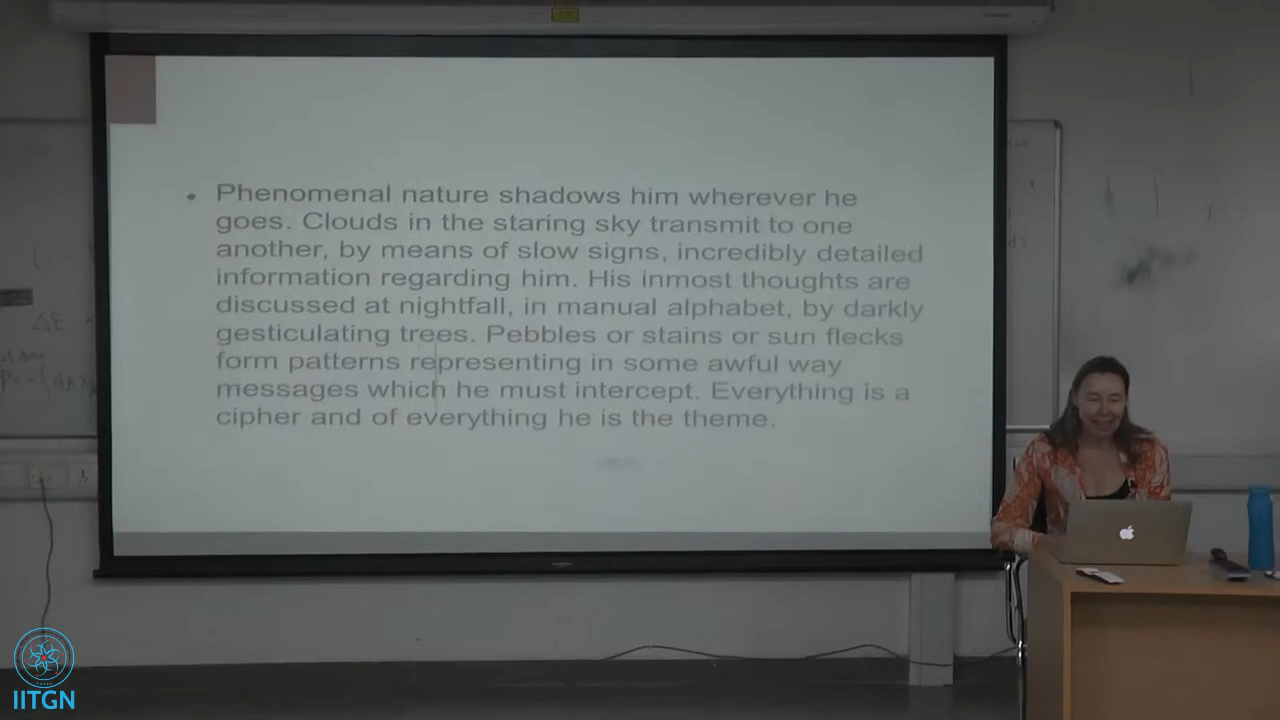 Phenomenal nature shadows him wherever he
goes. Clouds in the staring sky transmit to one
another, by means of slow signs, incredibly detailed
information regarding him. His inmost thoughts are
discussed at nightfall, in manual alphabet, by darkly
gesticulating trees. Pebbles or stains or sun flecks
form patterns representing in some awful way
messages which he must intercept. Everything is a
cipher and of everything he is the theme.
ΔE
IITGN